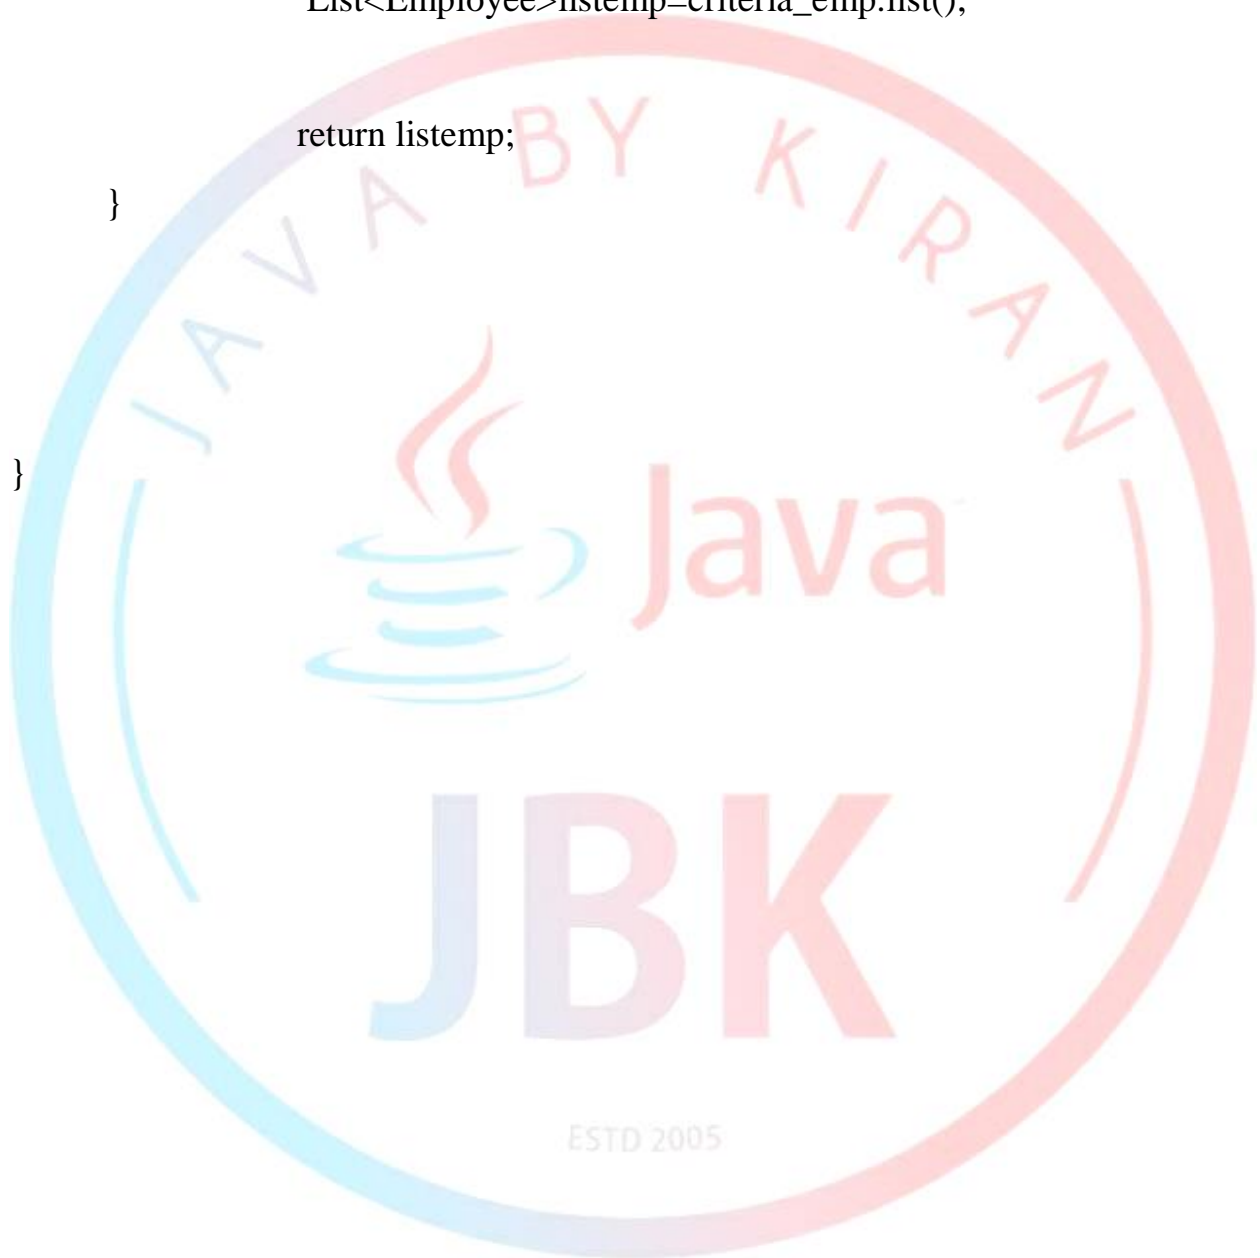 List<Employee>listemp=criteria_emp.list();
return listemp;
}
}
JAVA BY KIRAN
Java
JBK
ESTD 2005